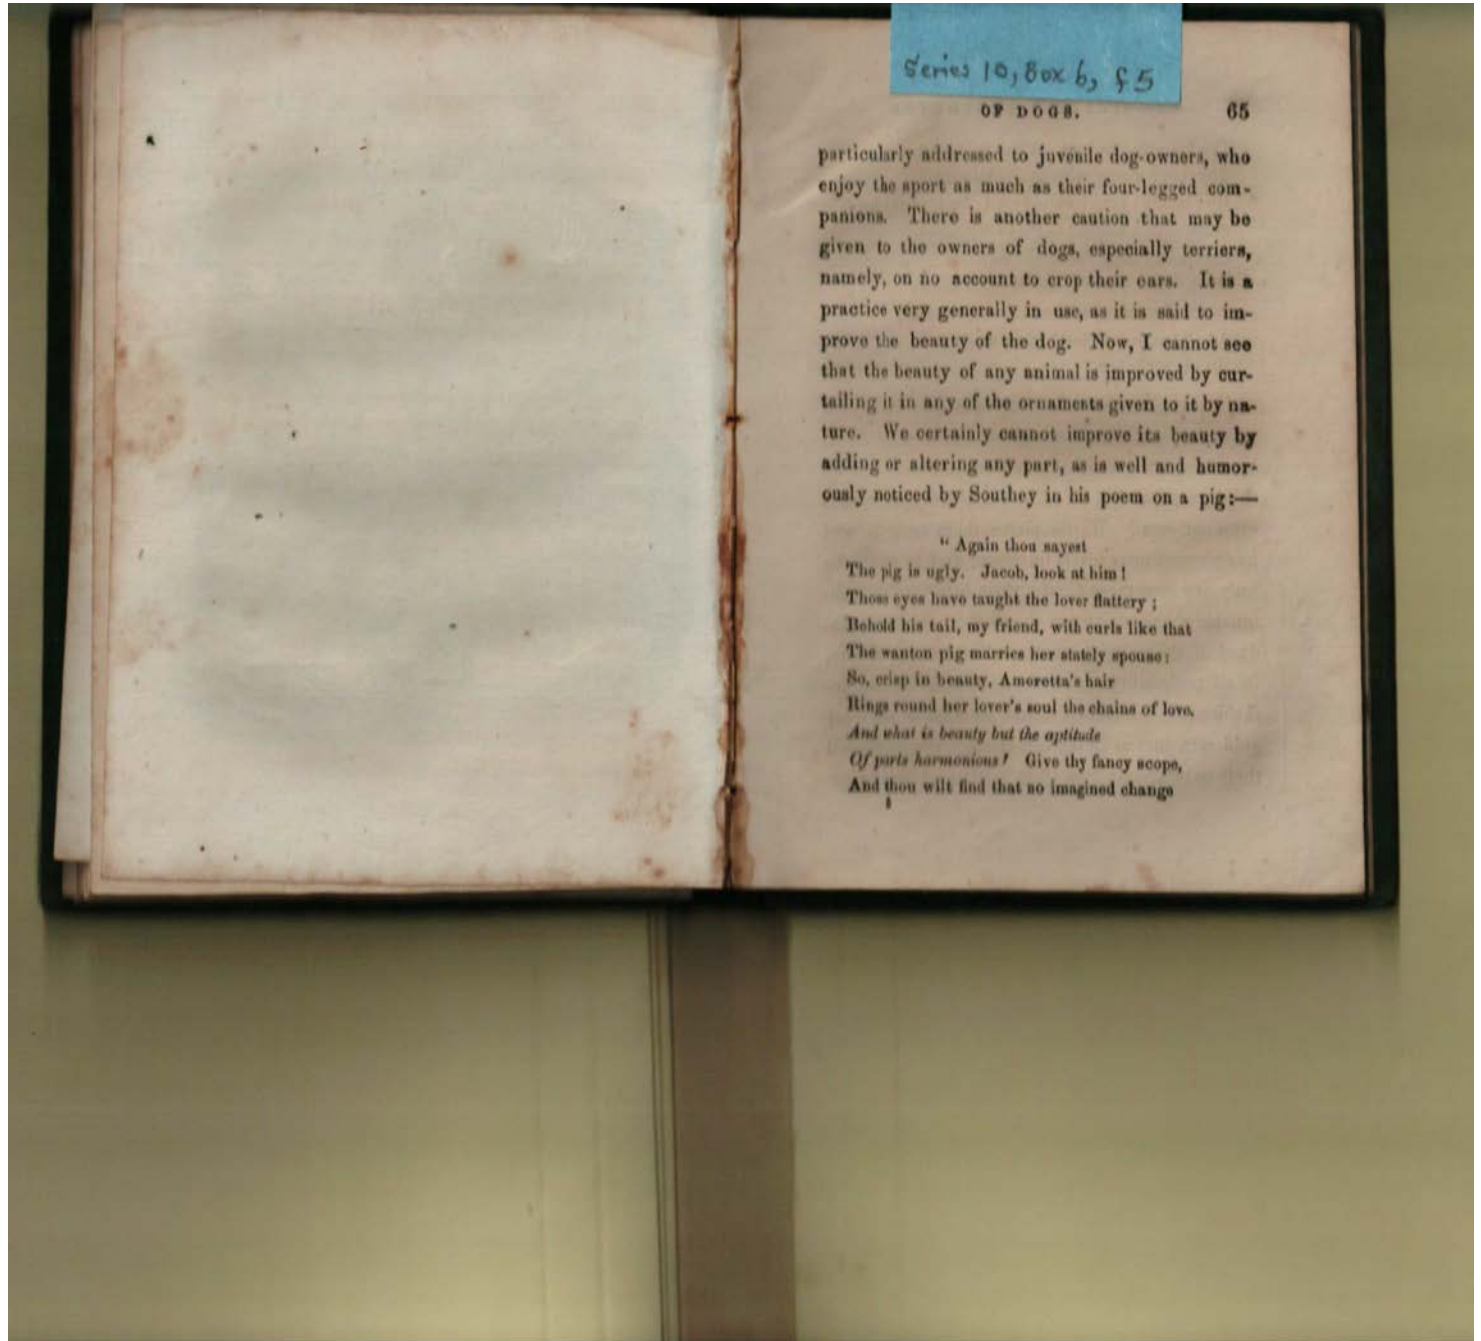 Series 10, Box 6, f5
OF DOGS. 65
particularly addressed to juvenile dog-owners, who
enjoy the sport as much as their four-legged com-
panions. There is another caution that may be
given to the owners of dogs, especially terriers,
namely, on no account to crop their ears. It is a
practice very generally in use, as it is said to im-
prove the beauty of the dog. Now, I cannot see
that the beauty of any animal is improved by cur-
tailing it in any of the ornaments given to it by na-
ture. We certainly cannot improve its beauty by
adding or altering any part, as is well and humor-
ously noticed by Southey in his poem on a pig:—
“ Again thou sayest
The pig is ugly. Jacob, look at him!
Those eyes have taught the lover flattery;
Behold his tail, my friend, with curls like that
The wanton pig marries her stately spouse:
So, crisp in beauty, Amoretta's hair
Rings round her lover's soul the chains of love.
And what is beauty but the aptitude
Of parts harmonious! Give thy fancy scope,
And thou wilt find that no imagined change